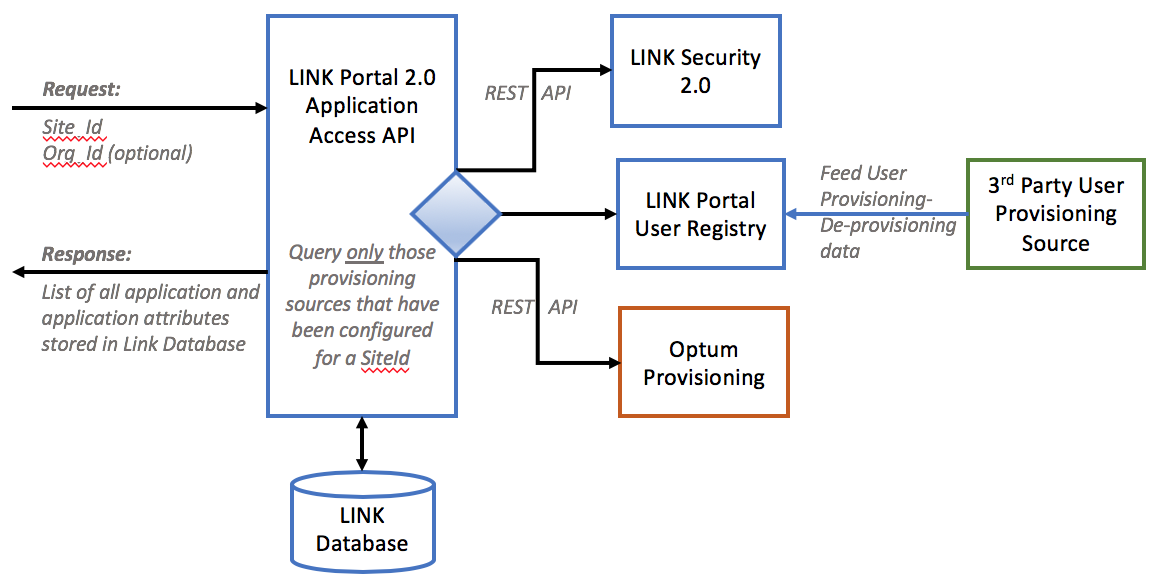 Request:
Site_Id
Org_Id (optional)
Response:
List of all application and
application attributes
stored in Link Database
LINK Portal 2.0
Application
Access API
Query only those
provisioning
sources that have
been configured
for a SiteId
LINK
Database
REST API
LINK Security
2.0
LINK Portal
User Registry
REST API
Optum
Provisioning
Feed User
Provisioning-
De-provisioning
data
3rd Party User
Provisioning
Source